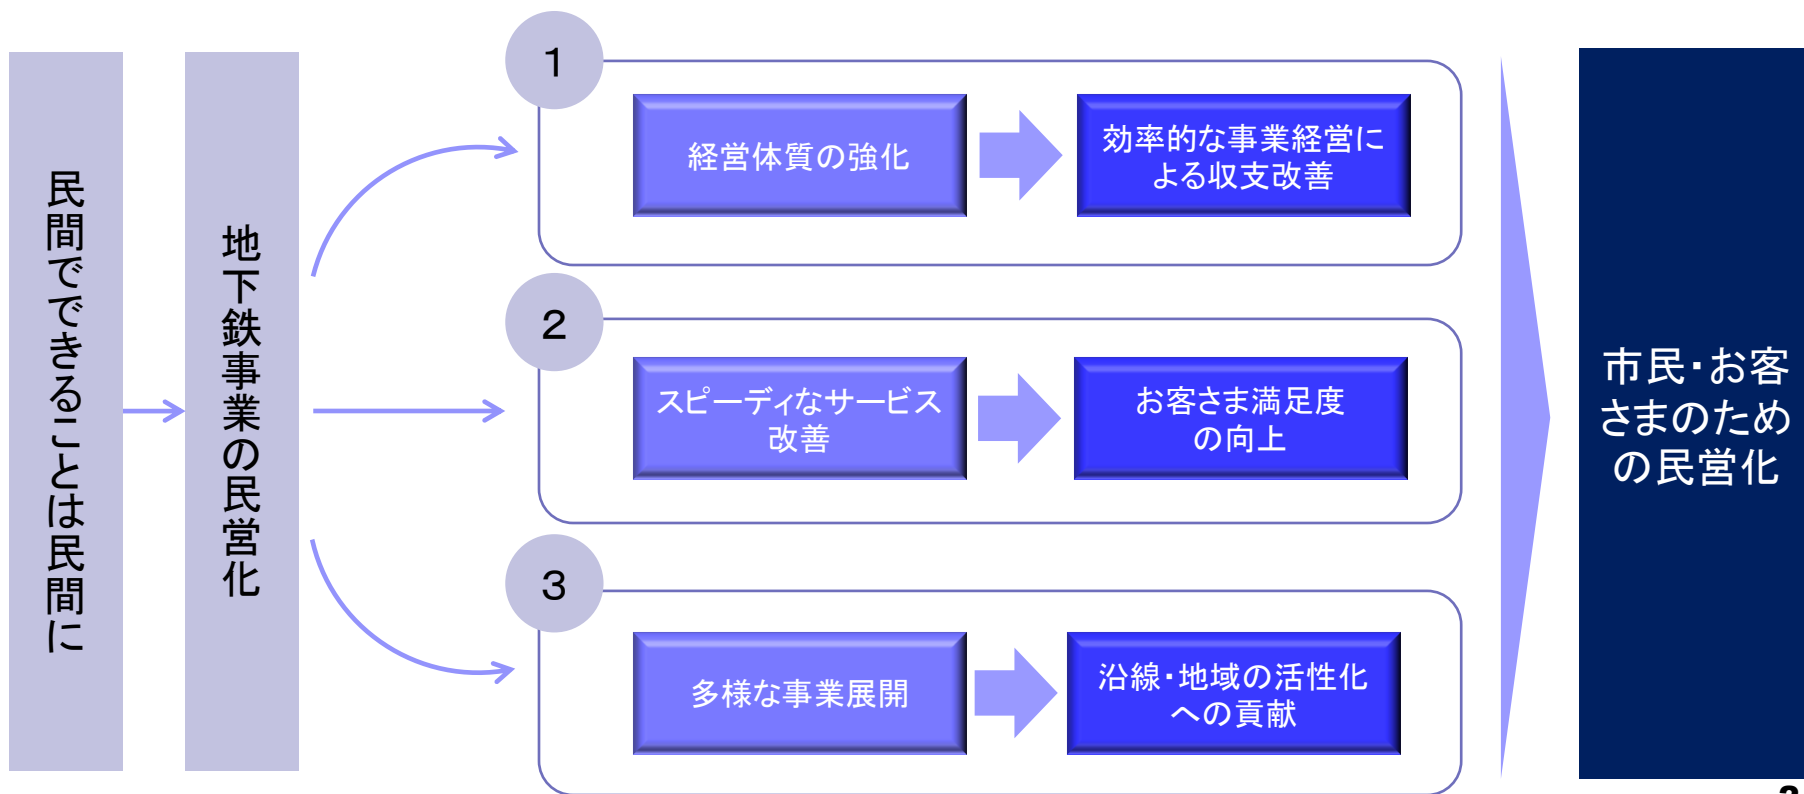 民間でできることは民間に
地下鉄事業の民営化
1
経営体質の強化
効率的な事業経営に
よる収支改善
2
スピーディなサービス
改善
お客さま満足度
の向上
3
多様な事業展開
沿線・地域の活性化
への貢献
市民・お客
さまのため
の民営化